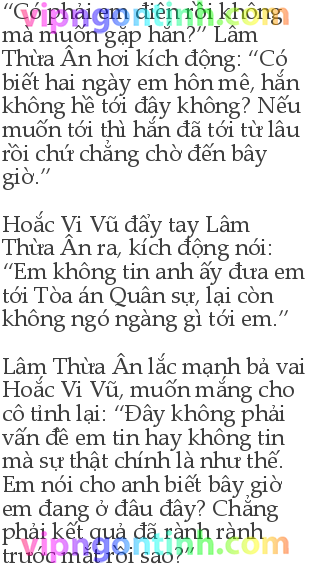 “Có phải em điên rồi không
mà muốn gặp hắn?” Lâm
Thừa Ân hơi kích động: “Có
biết hai ngày em hôn mê, hắn
không hề tới đây không? Nếu
muốn tới thì hắn đã tới từ lâu
rồi chứ chẳng chờ đến bây
giờ.”
Hoắc Vi Vũ đẩy tay Lâm
Thừa Ân ra, kích động nói:
“Em không tin anh ấy đưa em
tới Tòa án Quân sự, lại còn
không ngó ngàng gì tới em.”
Lâm Thừa Ân lắc mạnh bả vai
Hoắc Vi Vũ, muốn mắng cho
cô tỉnh lại: “Đây không phải
vấn đề em tin hay không tin
mà sự thật chính là như thế.
Em nói cho anh biết bây giờ
em đang ở đâu đây? Chẳng
phải kết quả đã rành rành
trước mắt rồi sao?”
vipngontinh.com
vipngontinh.com